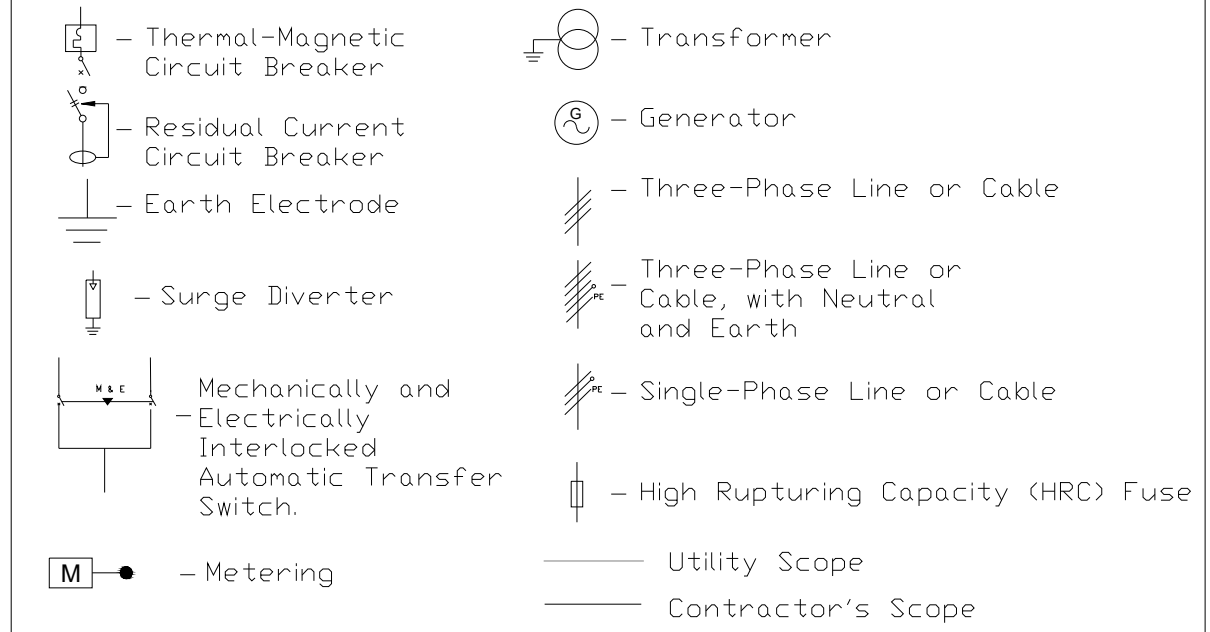 – Thermal-Magnetic
Circuit Breaker
– Residual Current
Circuit Breaker
– Earth Electrode
– Surge Diverter
M & E
Mechanically and
– Electrically
Interlocked
Automatic Transfer
Switch.
M
– Metering
– Transformer
G
– Generator
– Three-Phase Line or Cable
– Three-Phase Line or
Cable, with Neutral
and Earth
PE
– Single-Phase Line or Cable
PE
– High Rupturing Capacity (HRC) Fuse
Utility Scope
Contractor's Scope